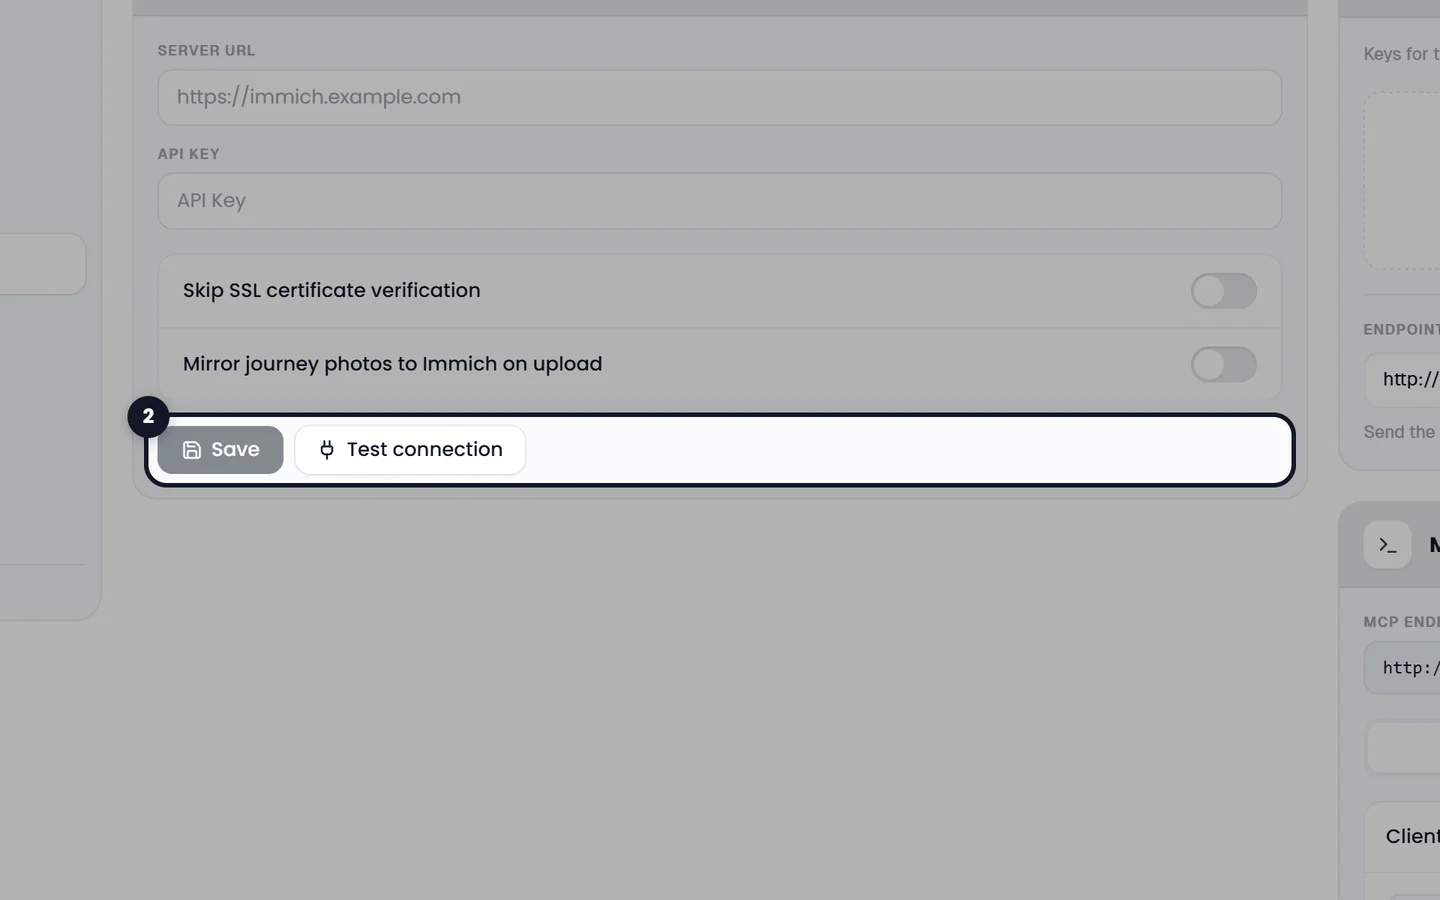 SERVER URL
https://immich.example.com
API KEY
API Key
Skip SSL certificate verification
Mirror journey photos to Immich on upload
2
Save
Test connection
Keys for t
ENDPOINT
http://
Send the
>_
M
MCP END
http:/
Client